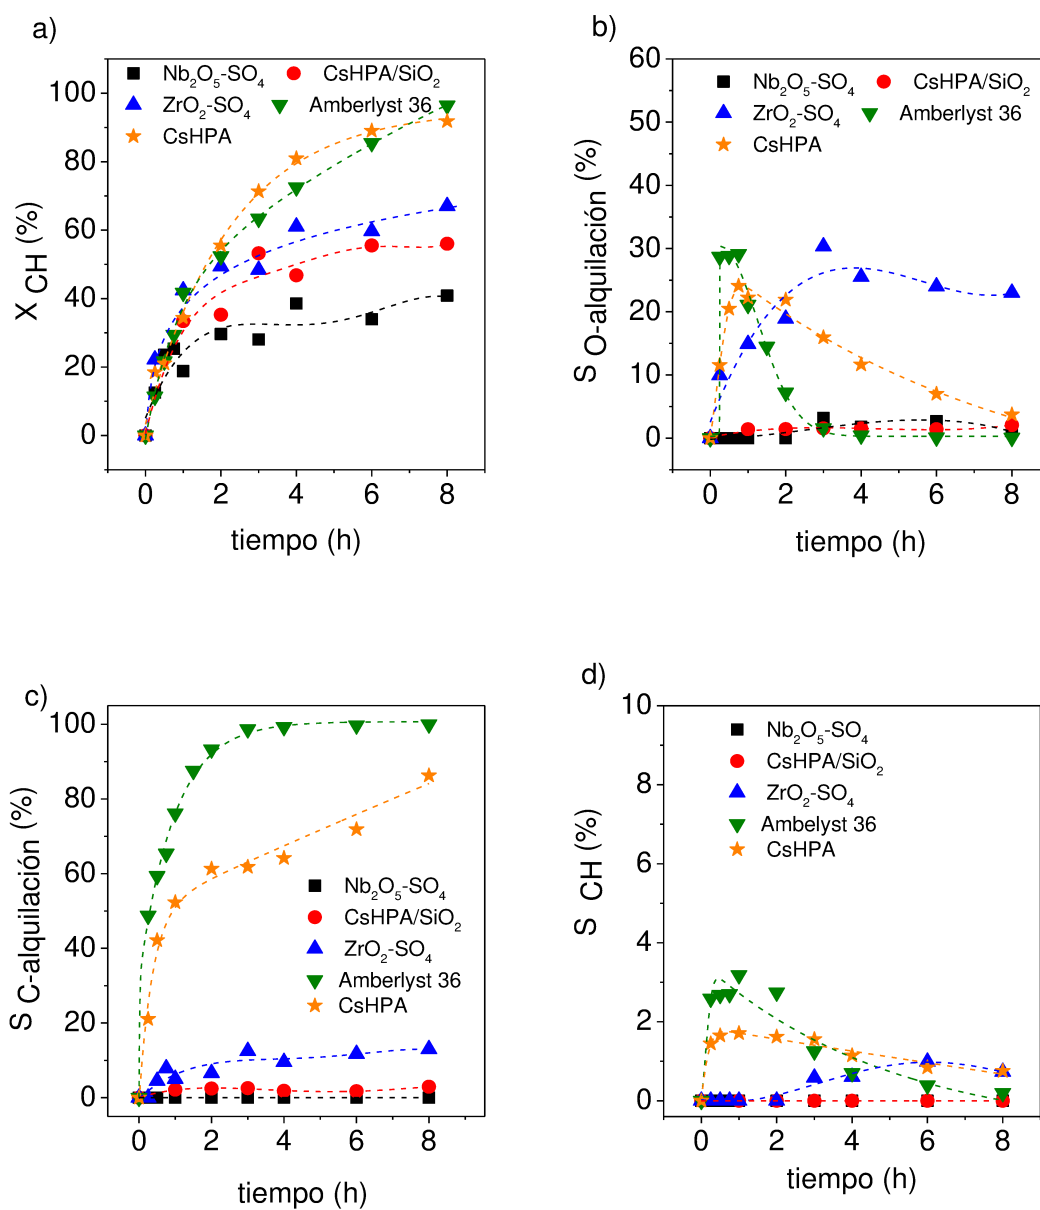 a)
Nb₂O₅-SO₄ CsHPA/SiO₂
ZrO₂-SO₄ Amberlyst 36
CsHPA
100
80
60
40
20
0
X CH (%)
0 2 4 6 8
tiempo (h)
b)
60
50
40
30
20
10
0
Nb₂O₅-SO₄ CsHPA/SiO₂
ZrO₂-SO₄ Amberlyst 36
CsHPA
S O-alquilación (%)
0 2 4 6 8
tiempo (h)
c)
100
80
60
40
20
0
S C-alquilación (%)
Nb₂O₅-SO₄
CsHPA/SiO₂
ZrO₂-SO₄
Amberlyst 36
CsHPA
0 2 4 6 8
tiempo (h)
d)
10
8
6
4
2
0
S CH (%)
Nb₂O₅-SO₄
CsHPA/SiO₂
ZrO₂-SO₄
Ambelyst 36
CsHPA
0 2 4 6 8
tiempo (h)